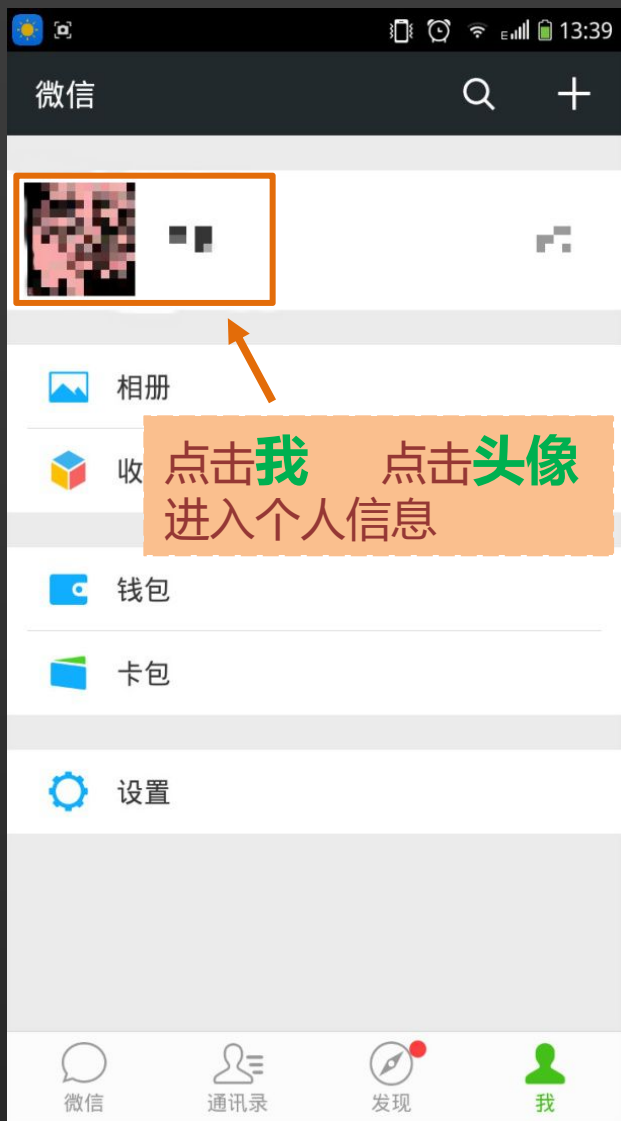 13:39
微信
相册
收
点击我 点击头像
进入个人信息
钱包
卡包
设置
微信 通讯录 发现 我